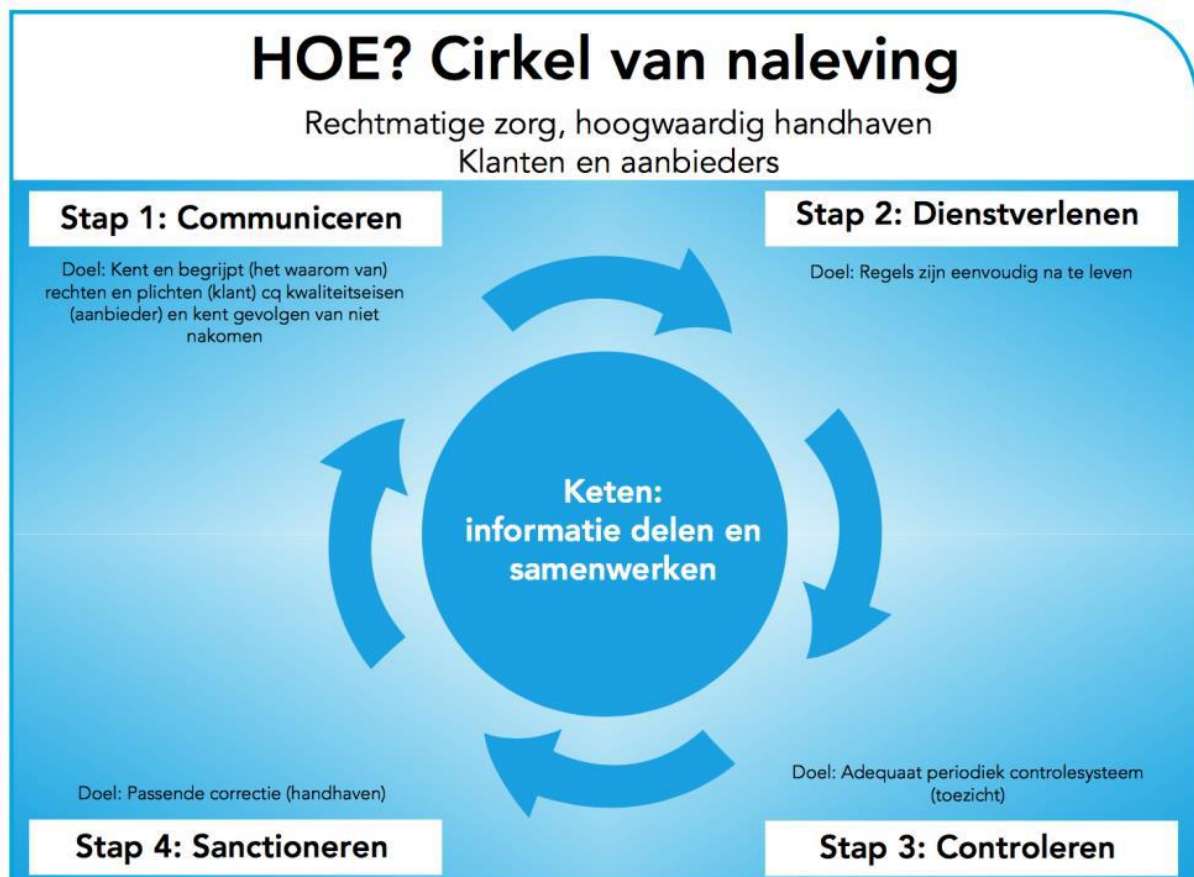 HOE? Cirkel van naleving
Rechtmatige zorg, hoogwaardig handhaven
Klanten en aanbieders
Stap 1: Communiceren
Doel: Kent en begrijpt (het waarom van)
rechten en plichten (klant) cq kwaliteitseisen
(aanbieder) en kent gevolgen van niet
nakomen
Stap 2: Dienstverlenen
Doel: Regels zijn eenvoudig na te leven
Keten:
informatie delen en
samenwerken
Doel: Adequaat periodiek controlesysteem
(toezicht)
Stap 3: Controleren
Doel: Passende correctie (handhaven)
Stap 4: Sanctioneren